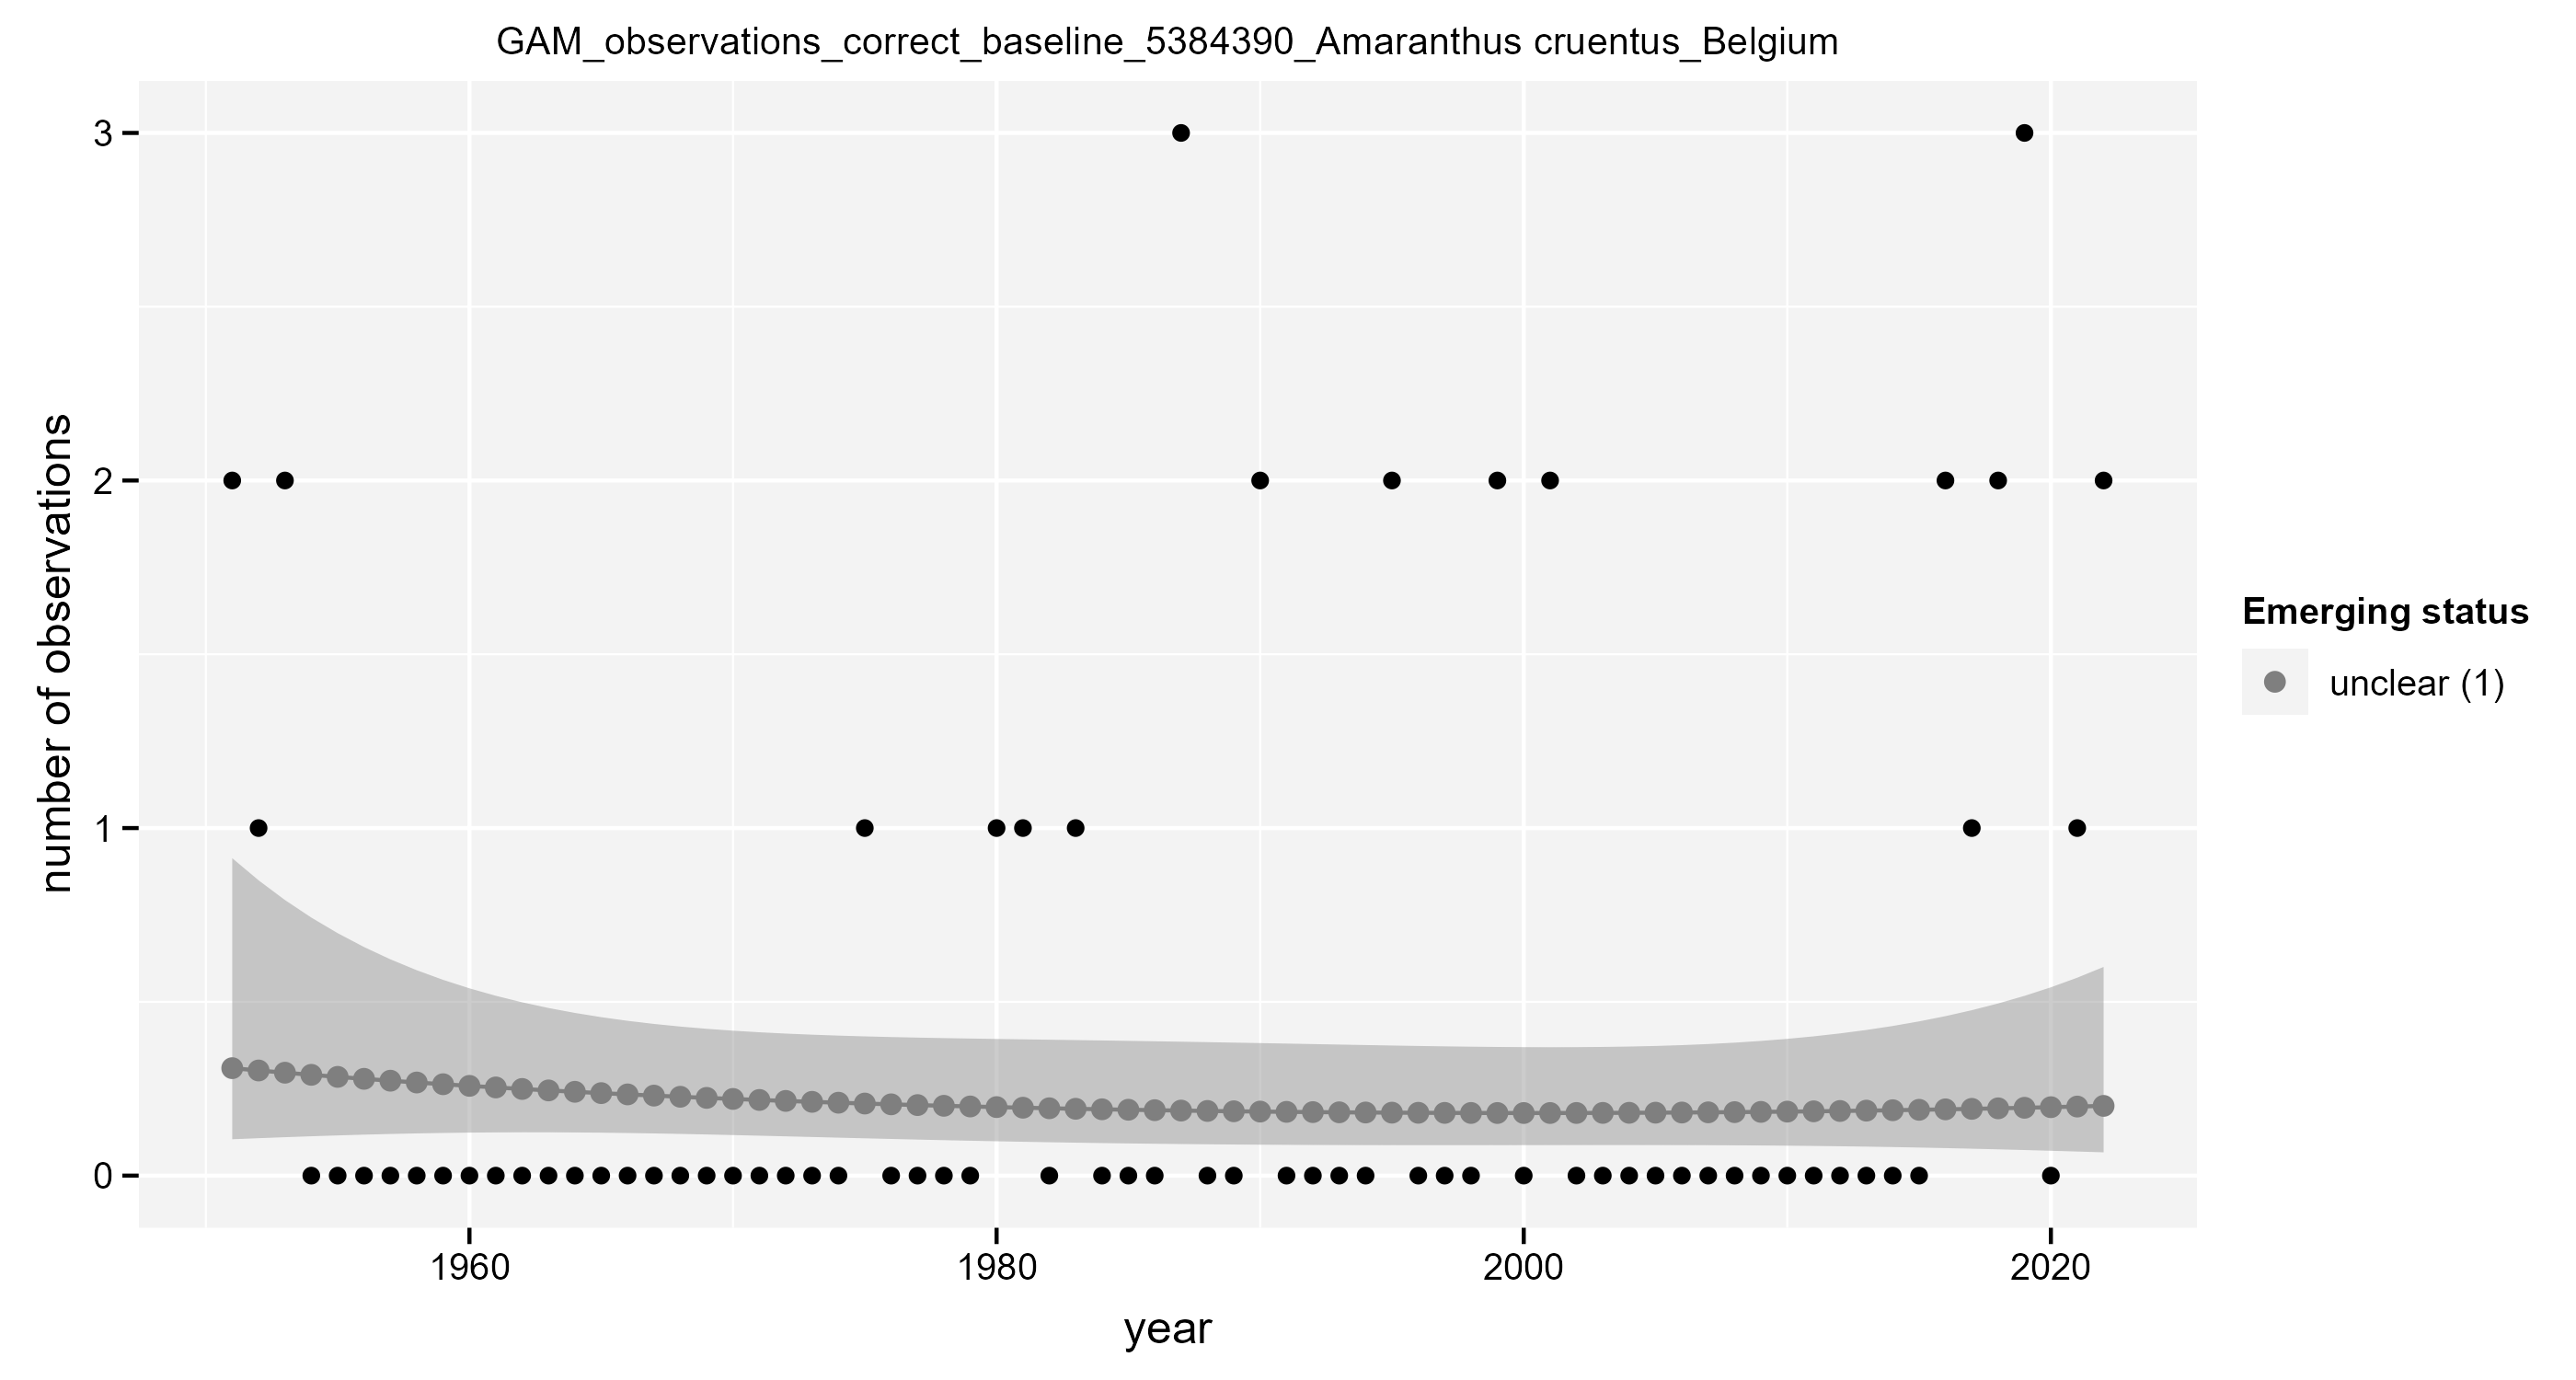 GAM_observations_correct_baseline_5384390_Amaranthus cruentus_Belgium
3
2
1
0
number of observations
1960
1980
2000
2020
year
Emerging status
unclear (1)